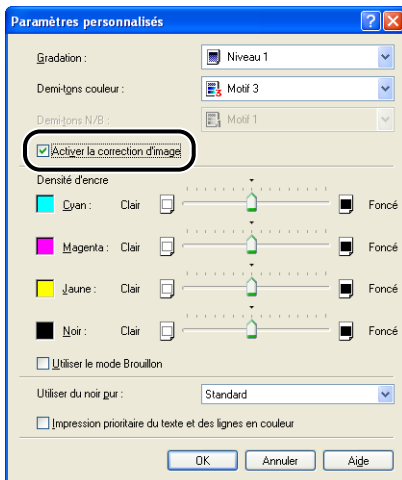 Paramètres personnalisés
Gradation : Niveau 1
Demi-tons couleur : Motif 3
Demi-tons N/B : Motif 1
Activer la correction d'image
Densité d'encre
Cyan : Clair Foncé
Magenta : Clair Foncé
Jaune : Clair Foncé
Noir : Clair Foncé
Utiliser le mode Brouillon
Utiliser du noir pur : Standard
Impression prioritaire du texte et des lignes en couleur
OK Annuler Aide